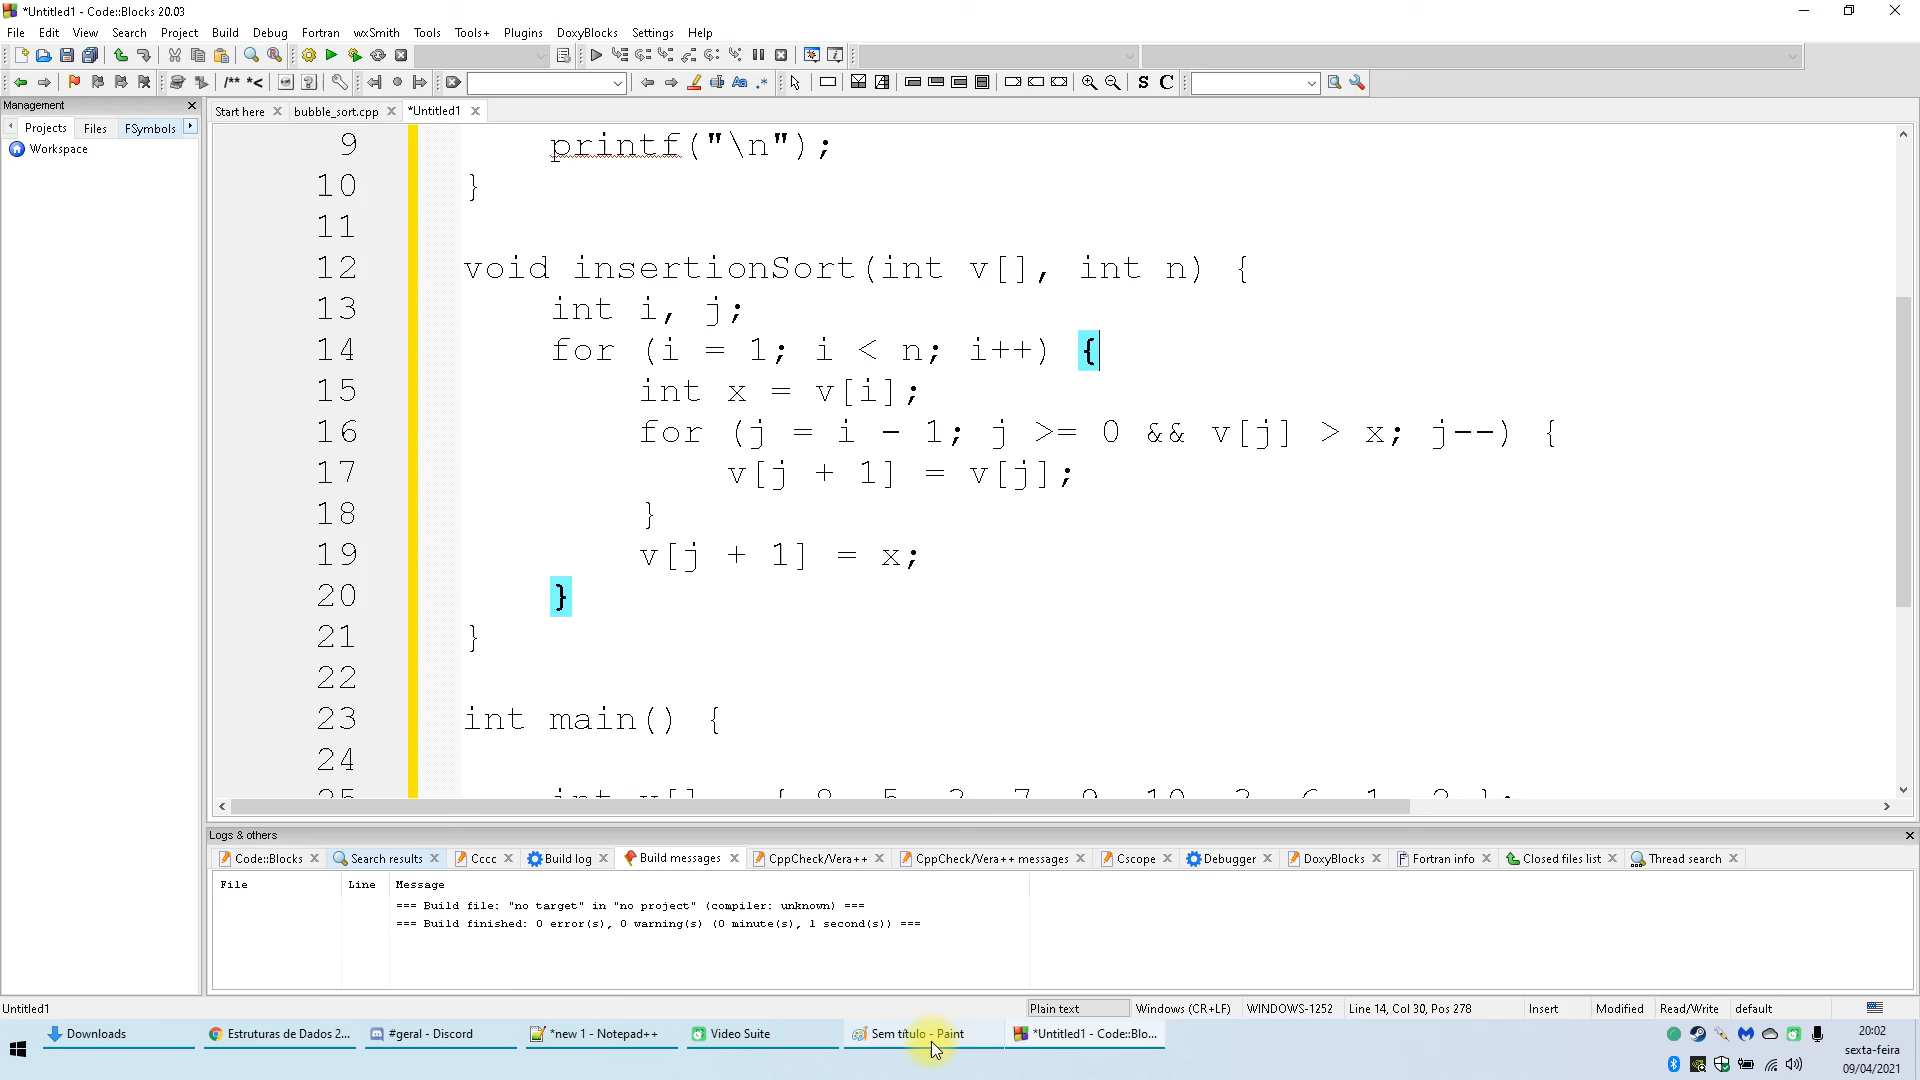 *Untitled1 - Code::Blocks 20.03
File Edit View Search Project Build Debug Fortran wxSmith Tools Tools+ Plugins DoxyBlocks Settings Help
/** *<
Aa .* S C
Management
Projects Files FSymbols
Workspace
Start here bubble_sort.cpp *Untitled1
9 printf("\n");
10 }
11
12 void insertionSort(int v[], int n) {
13 int i, j;
14 for (i = 1; i < n; i++) {
15 int x = v[i];
16 for (j = i - 1; j >= 0 && v[j] > x; j--) {
17 v[j + 1] = v[j];
18 }
19 v[j + 1] = x;
20 }
21 }
22
23 int main() {
24
25 int v[]
Logs & others
Code::Blocks Search results Cccc Build log Build messages CppCheck/Vera++ CppCheck/Vera++ messages Cscope Debugger DoxyBlocks Fortran info Closed files list Thread search
File Line Message
=== Build file: "no target" in "no project" (compiler: unknown) ===
=== Build finished: 0 error(s), 0 warning(s) (0 minute(s), 1 second(s)) ===
Untitled1 Plain text Windows (CR+LF) WINDOWS-1252 Line 14, Col 30, Pos 278 Insert Modified Read/Write default
Downloads Estruturas de Dados 2... #geral - Discord *new 1 - Notepad++ Video Suite Sem título - Paint *Untitled1 - Code::Blo...
20:02
sexta-feira
09/04/2021